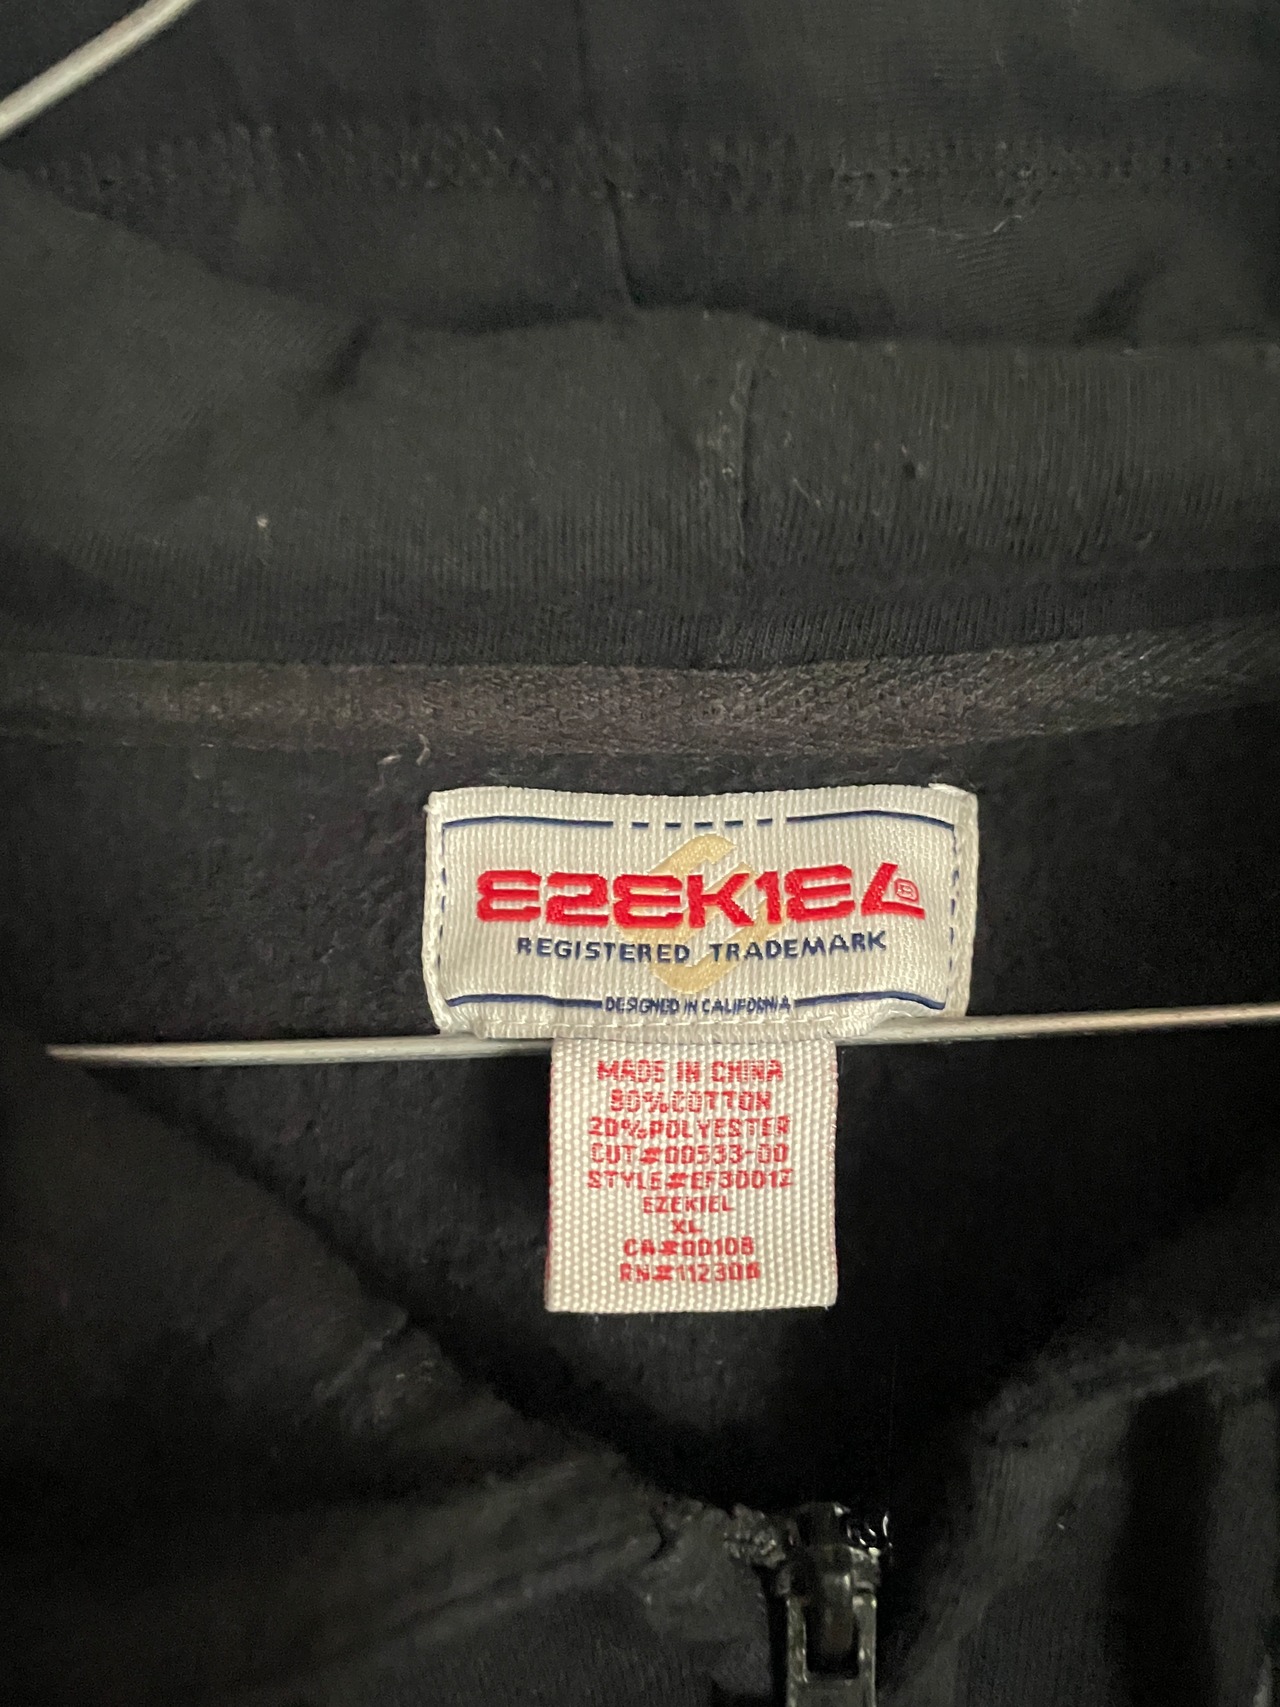 EZEKIEL ®
REGISTERED TRADEMARK
DESIGNED IN CALIFORNIA
MADE IN CHINA
80%COTTON
20%POLYESTER
CUT#00533-00
STYLE#EF30012
EZEKIEL
XL
CA#00108
RN#112306